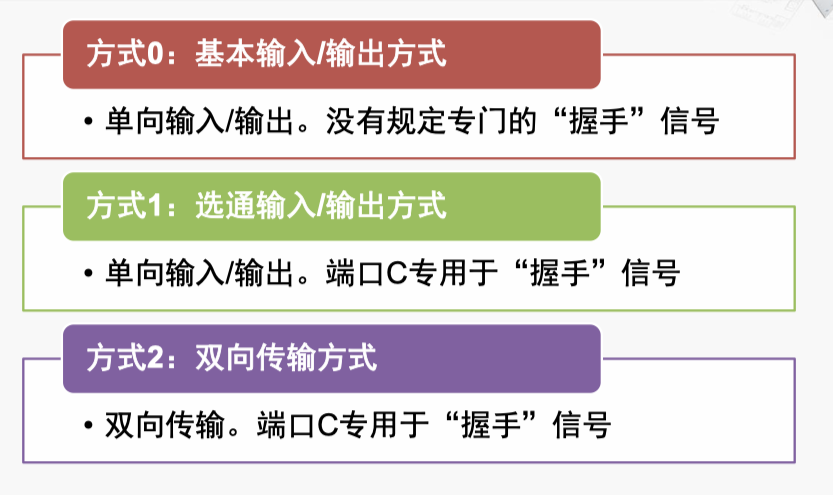 方式0：基本输入/输出方式
• 单向输入/输出。没有规定专门的“握手”信号
方式1：选通输入/输出方式
• 单向输入/输出。端口C专用于“握手”信号
方式2：双向传输方式
• 双向传输。端口C专用于“握手”信号